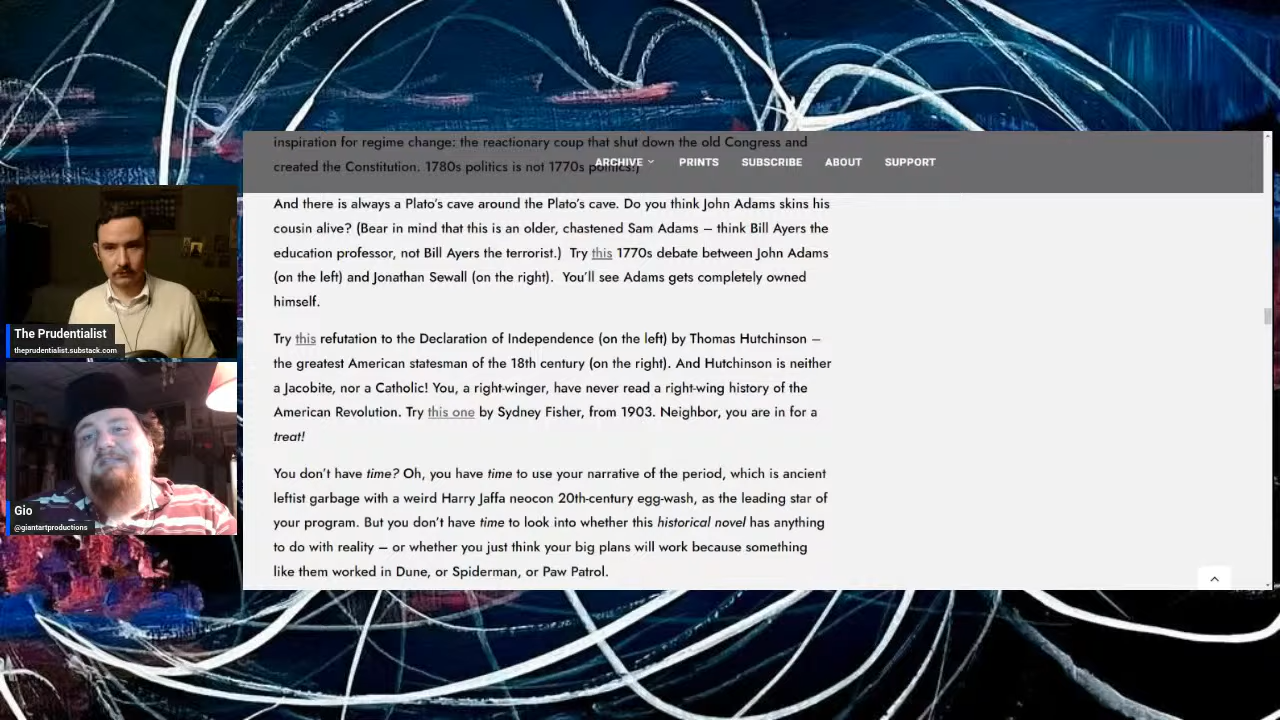 inspiration for regime change: the reactionary coup that shut down the old Congress and
created the Constitution. 1780s politics is not 1770s politics!)
ARCHIVE PRINTS SUBSCRIBE ABOUT SUPPORT
And there is always a Plato's cave around the Plato's cave. Do you think John Adams skins his
cousin alive? (Bear in mind that this is an older, chastened Sam Adams – think Bill Ayers the
education professor, not Bill Ayers the terrorist.) Try this 1770s debate between John Adams
(on the left) and Jonathan Sewall (on the right). You'll see Adams gets completely owned
himself.
Try this refutation to the Declaration of Independence (on the left) by Thomas Hutchinson –
the greatest American statesman of the 18th century (on the right). And Hutchinson is neither
a Jacobite, nor a Catholic! You, a right-winger, have never read a right-wing history of the
American Revolution. Try this one by Sydney Fisher, from 1903. Neighbor, you are in for a
treat!
You don't have time? Oh, you have time to use your narrative of the period, which is ancient
leftist garbage with a weird Harry Jaffa neocon 20th-century egg-wash, as the leading star of
your program. But you don't have time to look into whether this historical novel has anything
to do with reality – or whether you just think your big plans will work because something
like them worked in Dune, or Spiderman, or Paw Patrol.
The Prudentialist
theprudentialist.substack.com
Gio
@giantartproductions